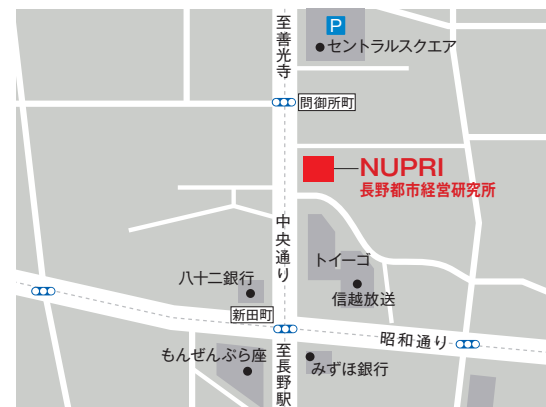 至善光寺
P
セントラルスクエア
問御所町
NUPRI
長野都市経営研究所
中央通り
トイーゴ
八十二銀行
信越放送
新田町
昭和通り
もんぜんぷら座
至長野駅
みずほ銀行